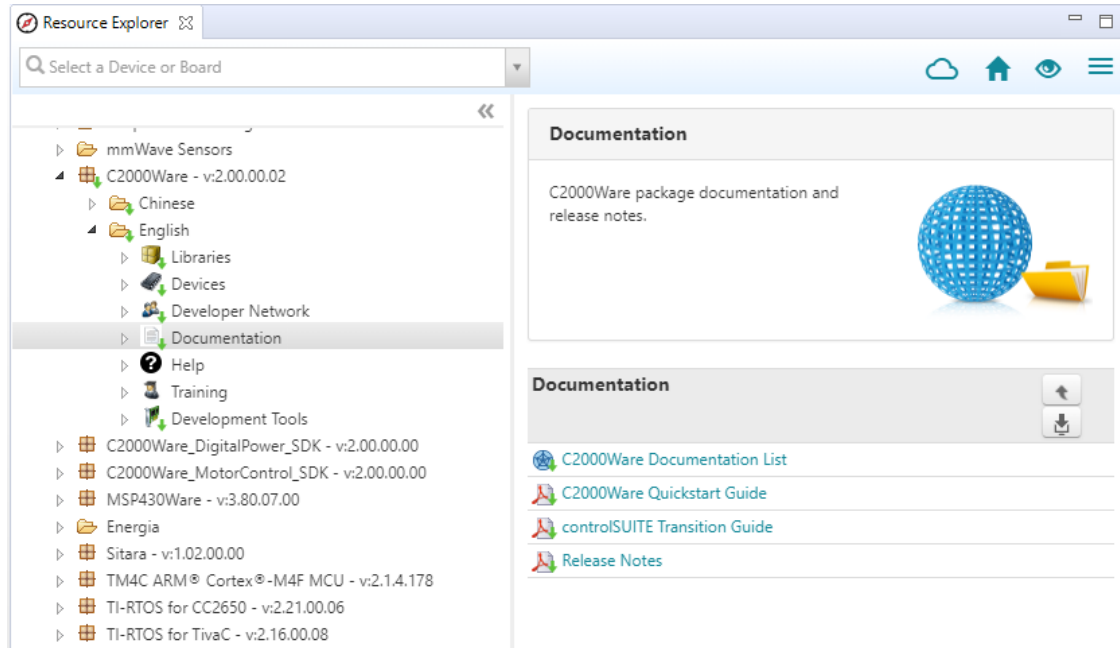 Resource Explorer
Select a Device or Board
mmWave Sensors
C2000Ware - v:2.00.00.02
Chinese
English
Libraries
Devices
Developer Network
Documentation
Help
Training
Development Tools
C2000Ware_DigitalPower_SDK - v:2.00.00.00
C2000Ware_MotorControl_SDK - v:2.00.00.00
MSP430Ware - v:3.80.07.00
Energia
Sitara - v:1.02.00.00
TM4C ARM® Cortex®-M4F MCU - v:2.1.4.178
TI-RTOS for CC2650 - v:2.21.00.06
TI-RTOS for TivaC - v:2.16.00.08
Documentation
C2000Ware package documentation and
release notes.
Documentation
C2000Ware Documentation List
C2000Ware Quickstart Guide
controlSUITE Transition Guide
Release Notes